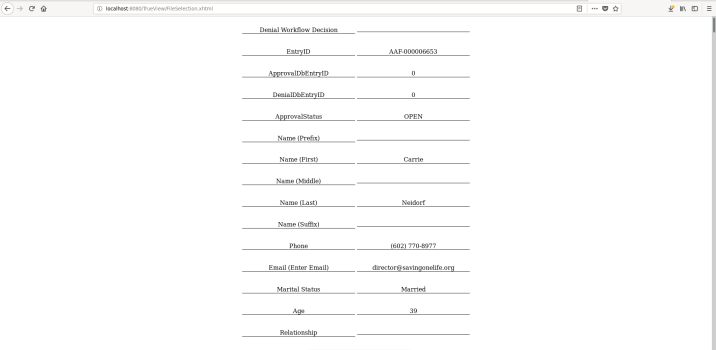 localhost:8080/TrueView/FileSelection.xhtml
Denial Workflow Decision
EntryID AAF-000006653
ApprovalDbEntryID 0
DenialDbEntryID 0
ApprovalStatus OPEN
Name (Prefix)
Name (First) Carrie
Name (Middle)
Name (Last) Neidorf
Name (Suffix)
Phone (602) 770-8977
Email (Enter Email) director@savingonelife.org
Marital Status Married
Age 39
Relationship